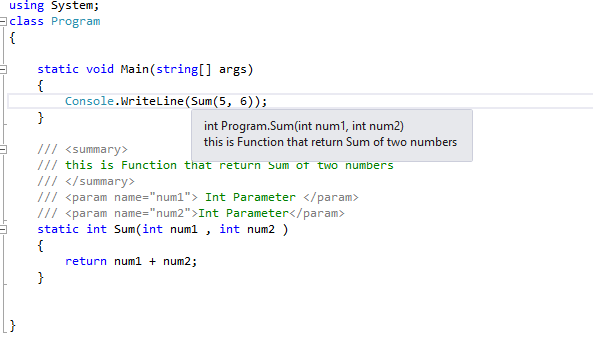 using System;
class Program
{
static void Main(string[] args)
{
Console.WriteLine(Sum(5, 6));
}
int Program.Sum(int num1, int num2)
this is Function that return Sum of two numbers
/// <summary>
/// this is Function that return Sum of two numbers
/// </summary>
/// <param name="num1"> Int Parameter </param>
/// <param name="num2">Int Parameter</param>
static int Sum(int num1 , int num2 )
{
return num1 + num2;
}
}